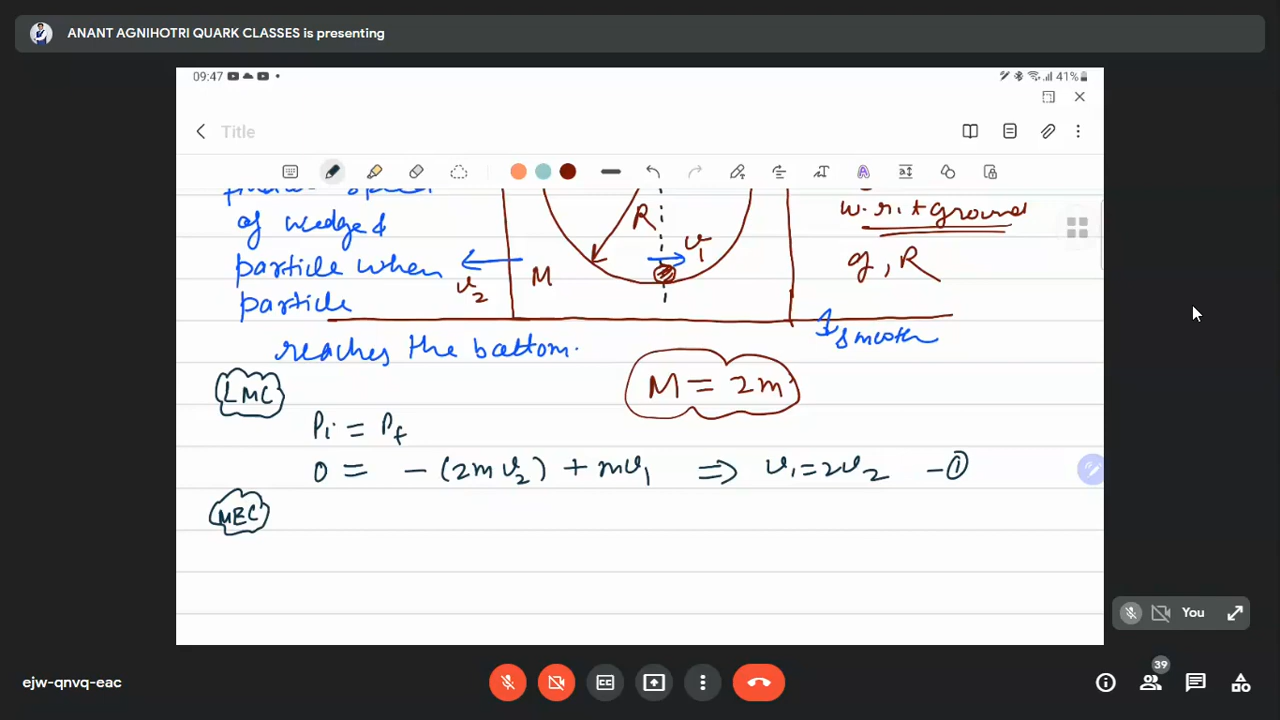 ANANT AGNIHOTRI QUARK CLASSES is presenting
09:47
41%
Title
of wedge &
particle when
particle
reaches the bottom.
R
v₁
v₂
M
w.r.t ground
g, R
smooth
LMC
M = 2m
Pi = Pf
0 = - (2m v₂) + mv₁ ⇒ v₁ = 2v₂ - ①
MEC
You
ejw-qnvq-eac
39